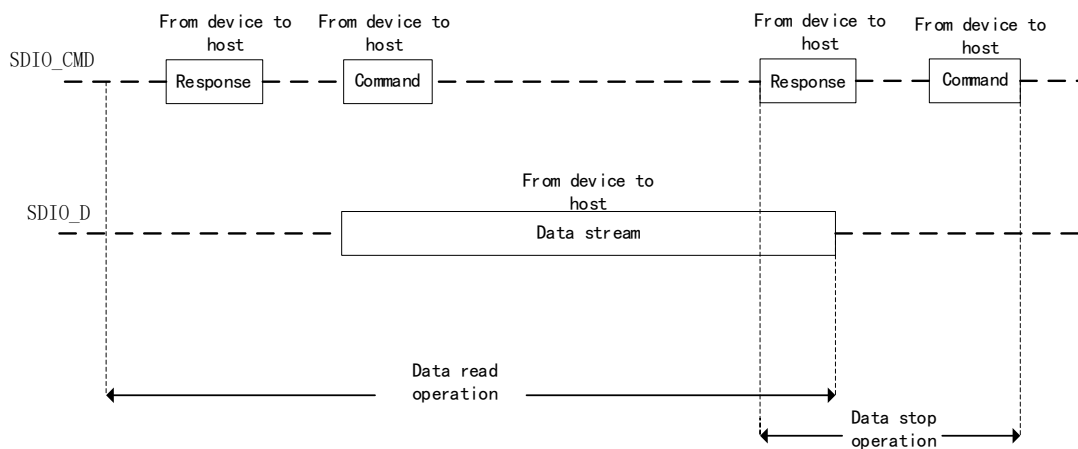 From device to
host
From device to
host
From device to
host
From device to
host
SDIO_CMD
Response
Command
Response
Command
From device to
host
SDIO_D
Data stream
Data read
operation
Data stop
operation